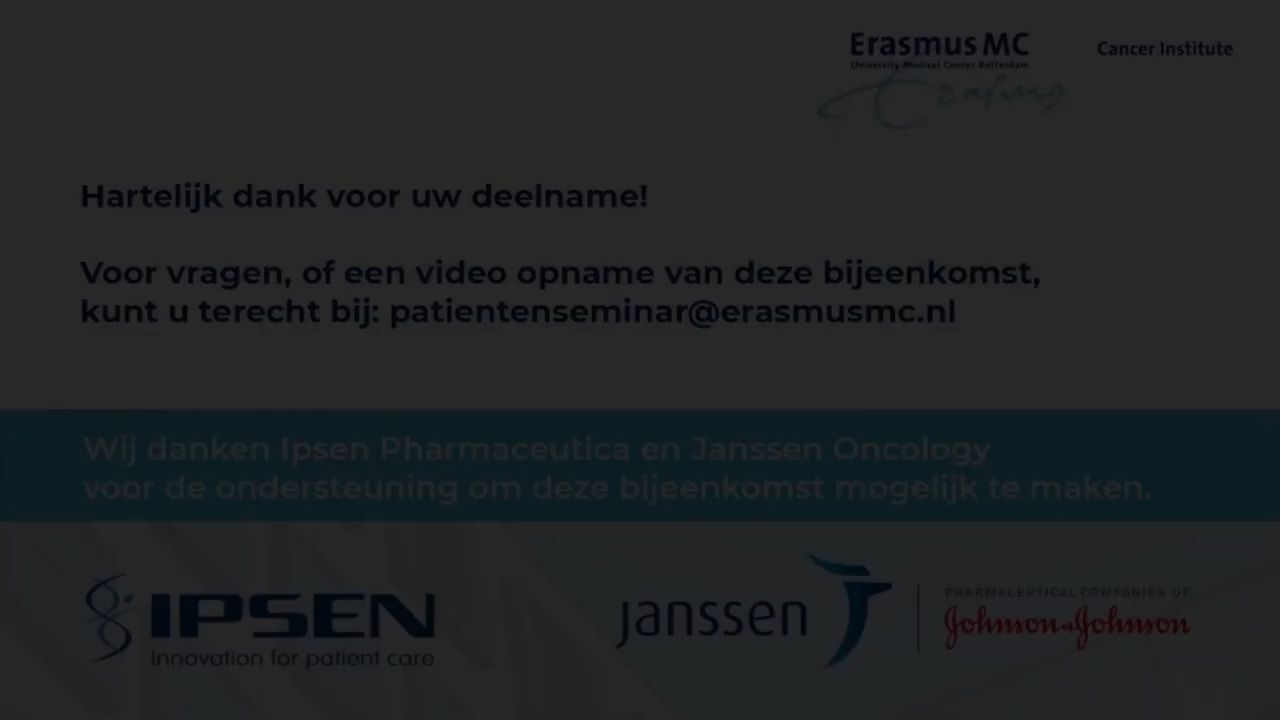 Erasmus MC
University Medical Center Rotterdam
Erasmus
Cancer Institute
Hartelijk dank voor uw deelname!
Voor vragen, of een video opname van deze bijeenkomst,
kunt u terecht bij: patientenseminar@erasmusmc.nl
Wij danken Ipsen Pharmaceutica en Janssen Oncology
voor de ondersteuning om deze bijeenkomst mogelijk te maken.
IPSEN
Innovation for patient care
janssen
PHARMACEUTICAL COMPANIES OF
Johnson&Johnson